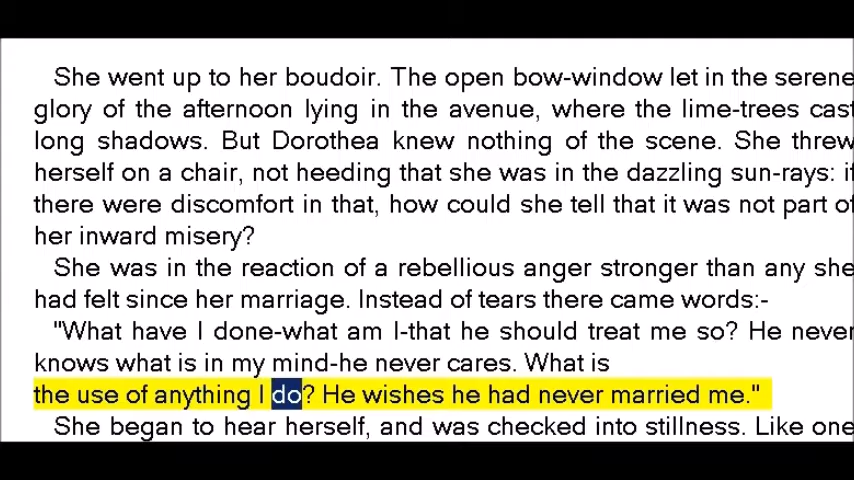 She went up to her boudoir. The open bow-window let in the serene
glory of the afternoon lying in the avenue, where the lime-trees cast
long shadows. But Dorothea knew nothing of the scene. She threw
herself on a chair, not heeding that she was in the dazzling sun-rays: if
there were discomfort in that, how could she tell that it was not part of
her inward misery?
She was in the reaction of a rebellious anger stronger than any she
had felt since her marriage. Instead of tears there came words:-
"What have I done-what am I-that he should treat me so? He never
knows what is in my mind-he never cares. What is
the use of anything I do? He wishes he had never married me."
She began to hear herself, and was checked into stillness. Like one